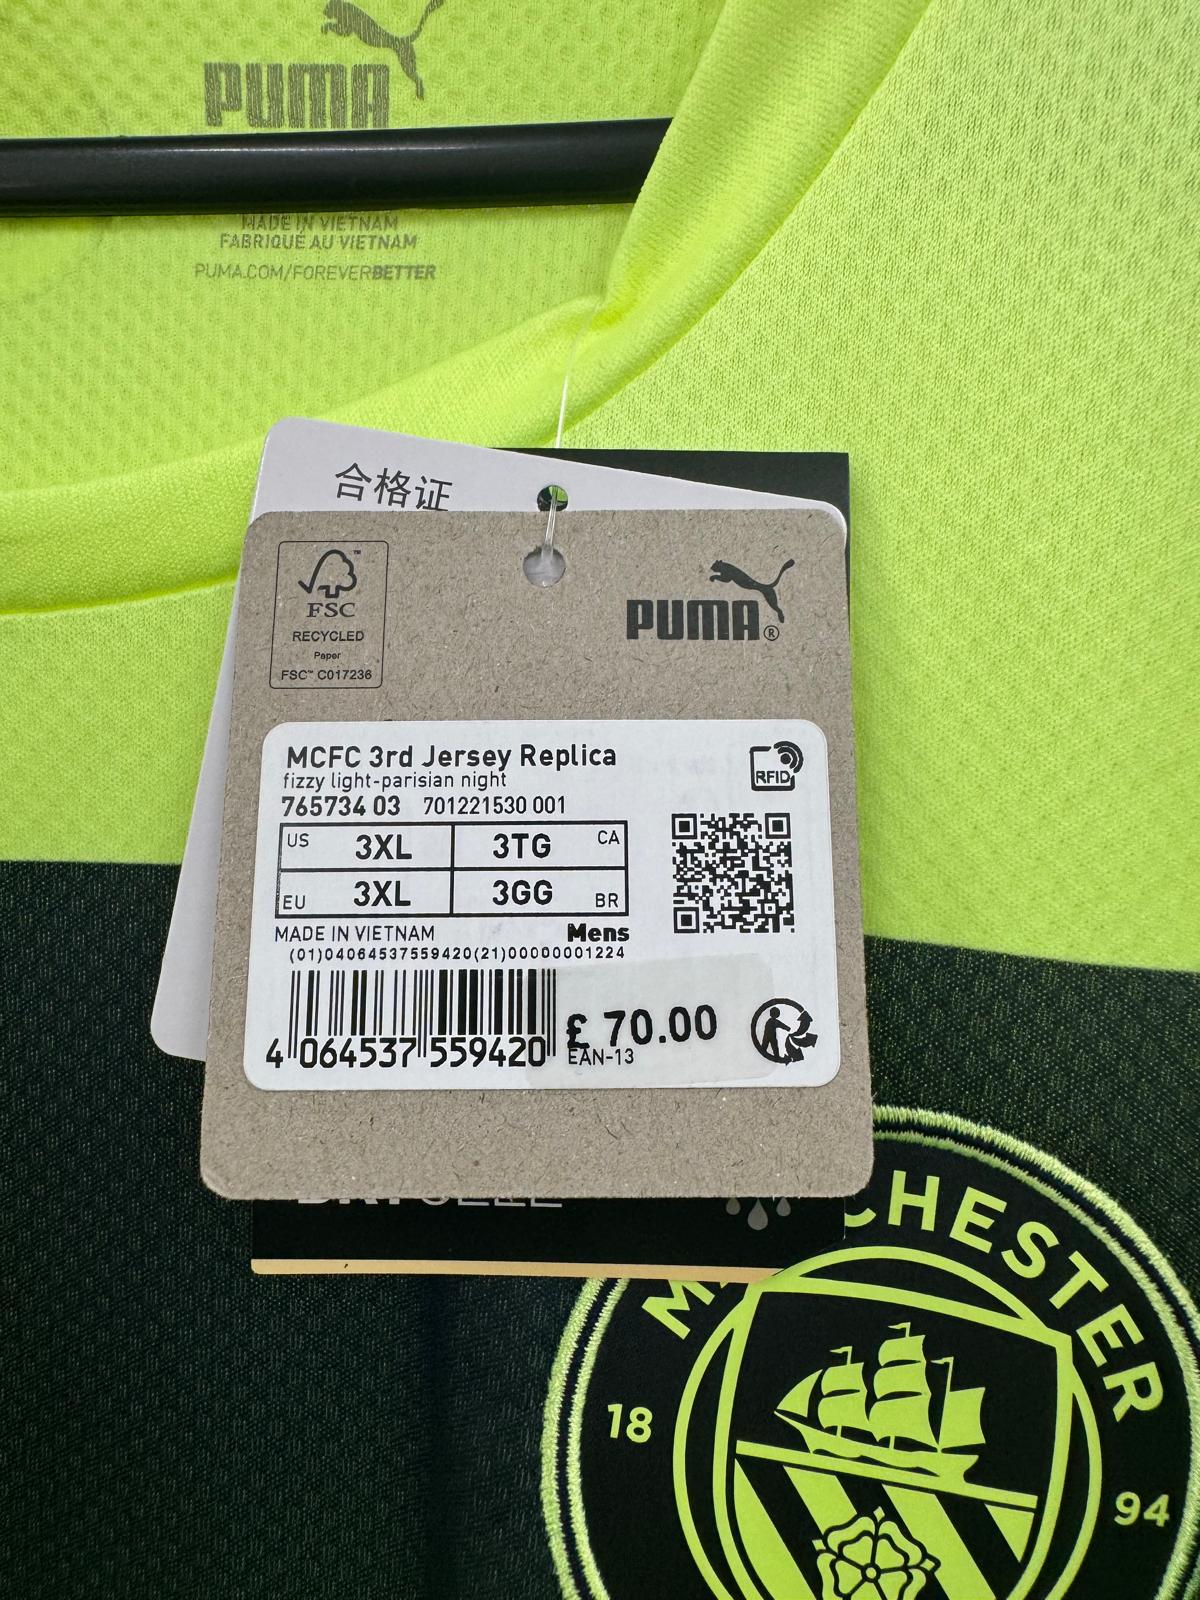 PUMA
MADE IN VIETNAM
FABRIQUÉ AU VIETNAM
PUMA.COM/FOREVERBETTER
合格证
FSC
RECYCLED
Paper
FSC™ C017236
PUMA®
MCFC 3rd Jersey Replica
fizzy light-parisian night
765734 03 701221530 001
RFID
US 3XL 3TG CA
EU 3XL 3GG BR
MADE IN VIETNAM Mens
(01)04064537559420(21)00000001224
£ 70.00
4 064537 559420 EAN-13
MANCHESTER
18 94